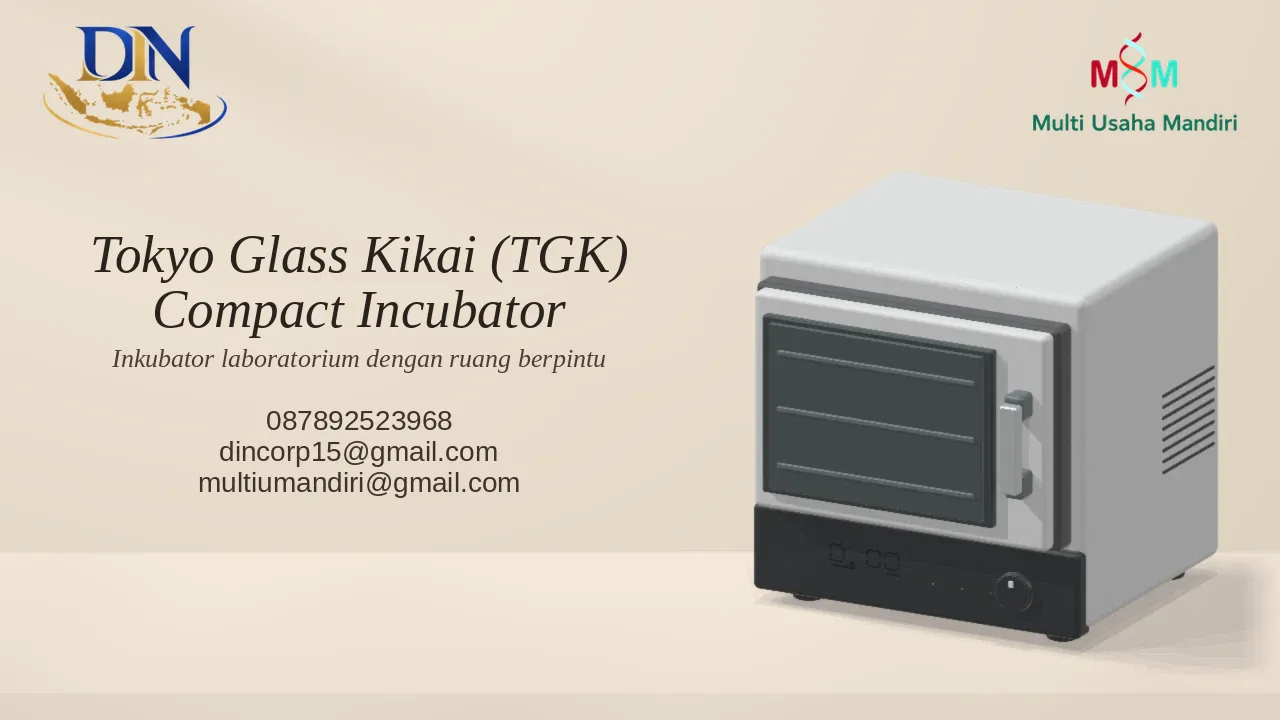 DIN
M M
Multi Usaha Mandiri
Tokyo Glass Kikai (TGK)
Compact Incubator
Inkubator laboratorium dengan ruang berpintu
087892523968
dincorp15@gmail.com
multiumandiri@gmail.com